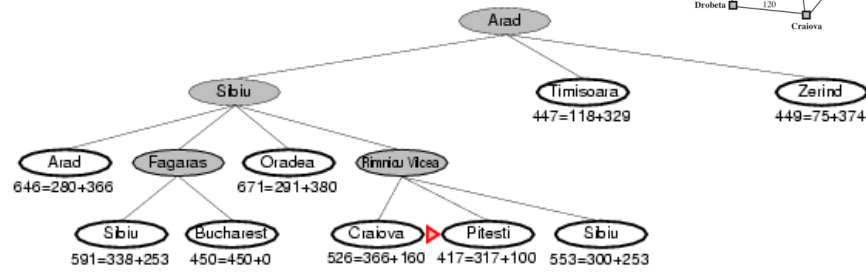 Drobeta
120
Craiova
Arad
Sibiu
Timisoara
Zerind
447=118+329
449=75+374
Arad
Fagaras
Oradea
Rimnicu Vilcea
646=280+366
671=291+380
Sibiu
Bucharest
Craiova
Pitesti
Sibiu
591=338+253
450=450+0
526=366+160
417=317+100
553=300+253